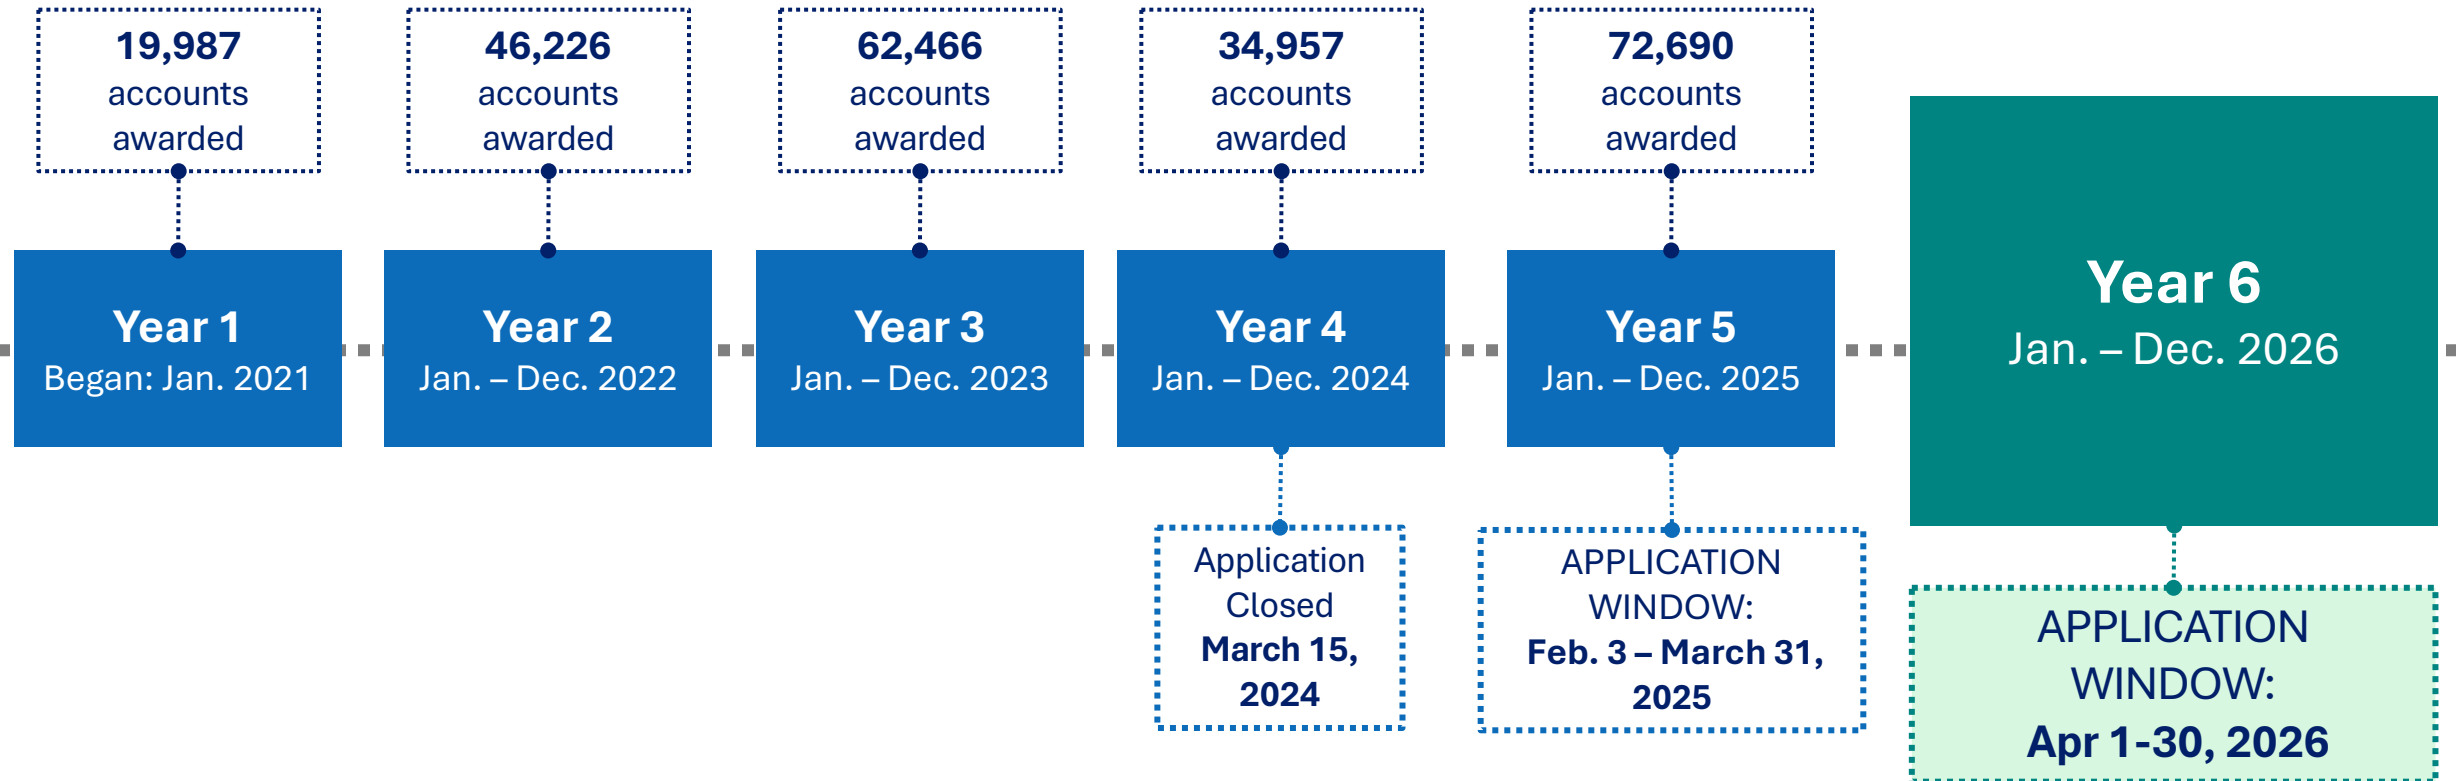 19,987
accounts
awarded
46,226
accounts
awarded
62,466
accounts
awarded
34,957
accounts
awarded
72,690
accounts
awarded
Year 1
Began: Jan. 2021
Year 2
Jan. – Dec. 2022
Year 3
Jan. – Dec. 2023
Year 4
Jan. – Dec. 2024
Year 5
Jan. – Dec. 2025
Year 6
Jan. – Dec. 2026
Application
Closed
March 15,
2024
APPLICATION
WINDOW:
Feb. 3 – March 31,
2025
APPLICATION
WINDOW:
Apr 1-30, 2026